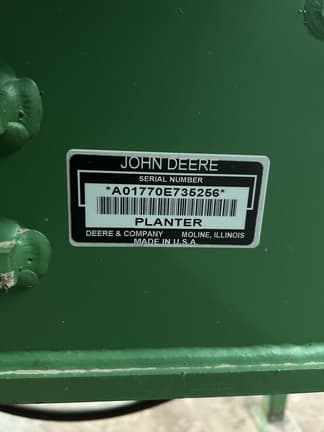 JOHN DEERE
SERIAL NUMBER
*A01770E735256*
PLANTER
DEERE & COMPANY MOLINE, ILLINOIS
MADE IN U.S.A.